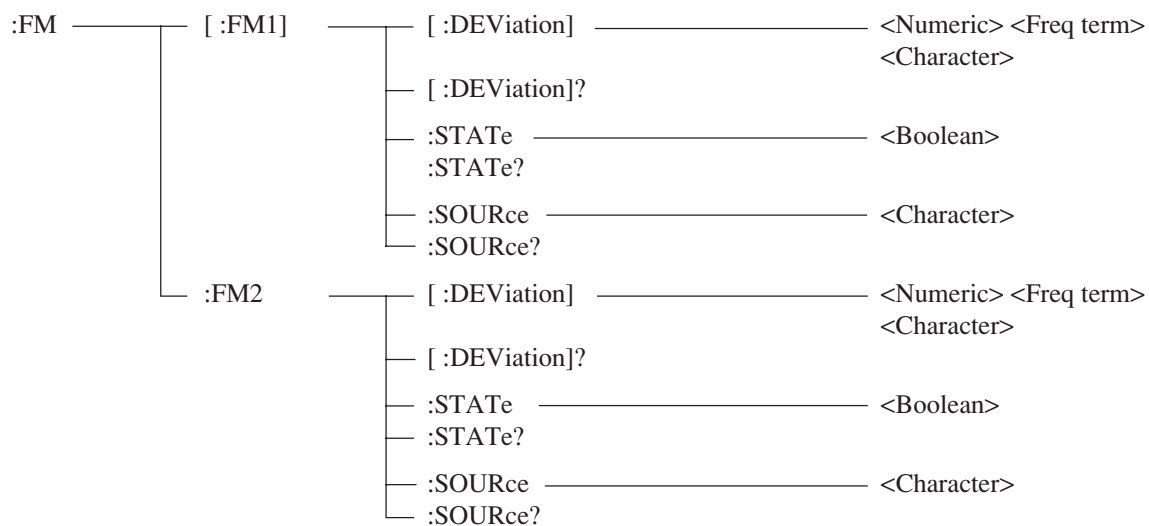 :FM [ :FM1] [ :DEViation] <Numeric> <Freq term>
<Character>
[ :DEViation]?
:STATe <Boolean>
:STATe?
:SOURce <Character>
:SOURce?
:FM2 [ :DEViation] <Numeric> <Freq term>
<Character>
[ :DEViation]?
:STATe <Boolean>
:STATe?
:SOURce <Character>
:SOURce?